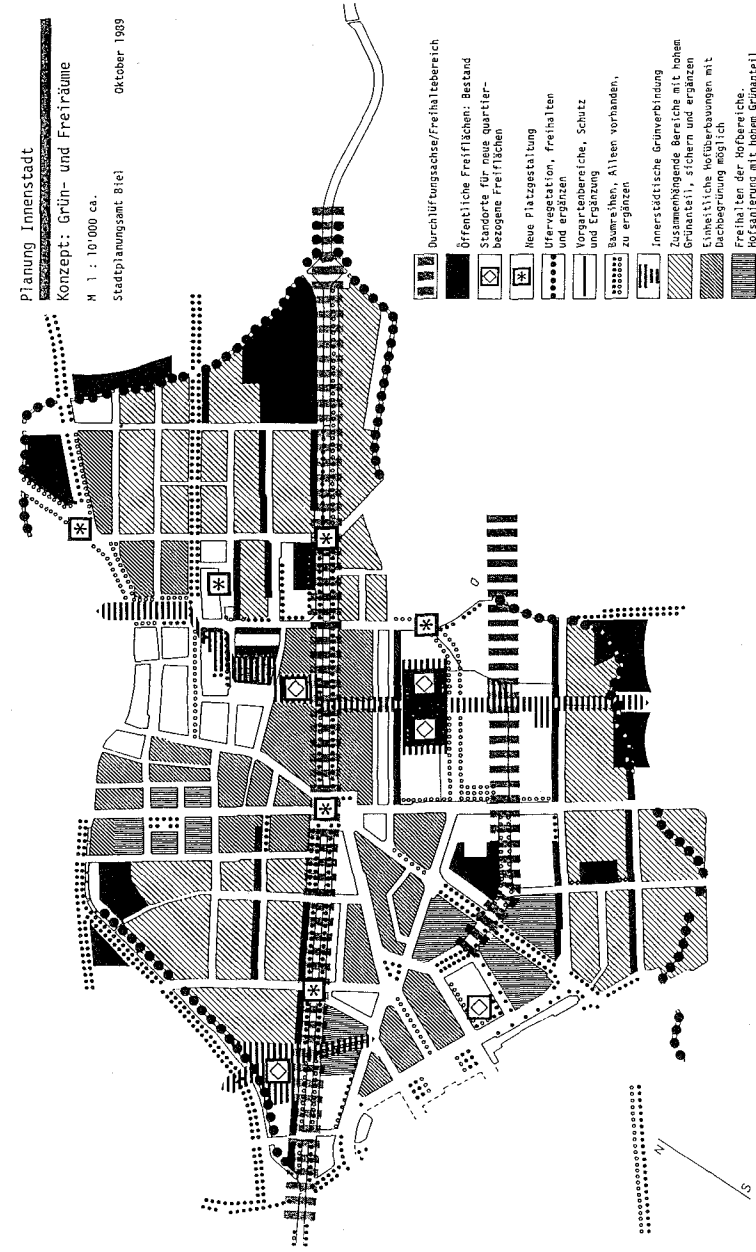 Planung Innenstadt
Konzept: Grün- und Freiräume
M 1 : 10'000 ca.
Stadtplanungsamt Biel Oktober 1989
Durchlüftungsachse/Freihaltebereich
Öffentliche Freiflächen: Bestand
Standorte für neue quartier-
bezogene Freiflächen
Neue Platzgestaltung
Ufervegetation, freihalten
und ergänzen
Vorgartenbereiche, Schutz
und Ergänzung
Baumreihen, Alleen vorhanden,
zu ergänzen
Innerstädtische Grünverbindung
Zusammenhängende Bereiche mit hohem
Grünanteil, sichern und ergänzen
Einheitliche Hofüberbauungen mit
Dachbegrünung möglich
Freihalten der Hofbereiche,
Hofsanierung mit hohem Grünanteil
N
S